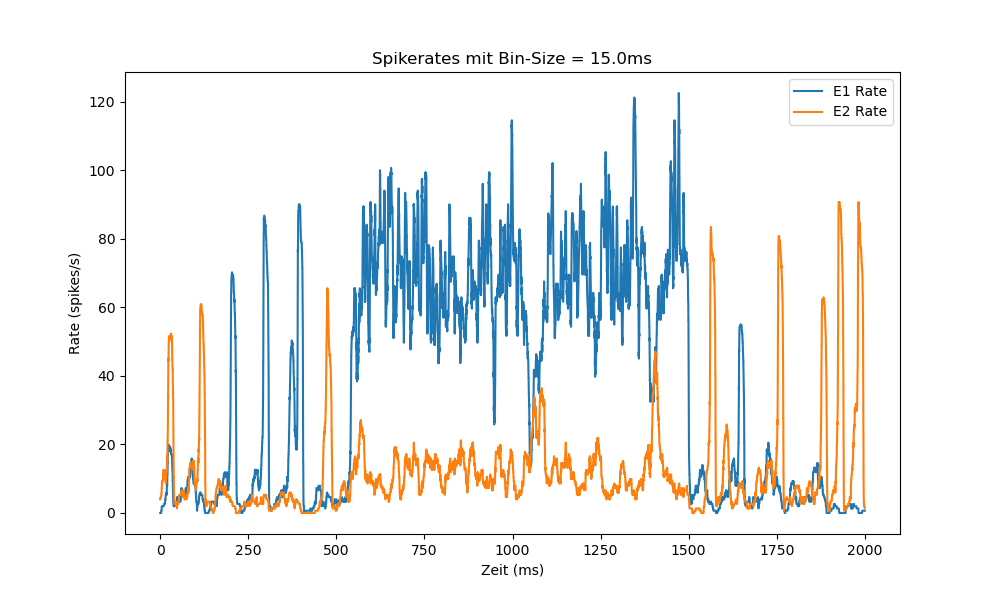 Spikerates mit Bin-Size = 15.0ms
E1 Rate
E2 Rate
120
100
80
60
40
20
0
Rate (spikes/s)
0 250 500 750 1000 1250 1500 1750 2000
Zeit (ms)